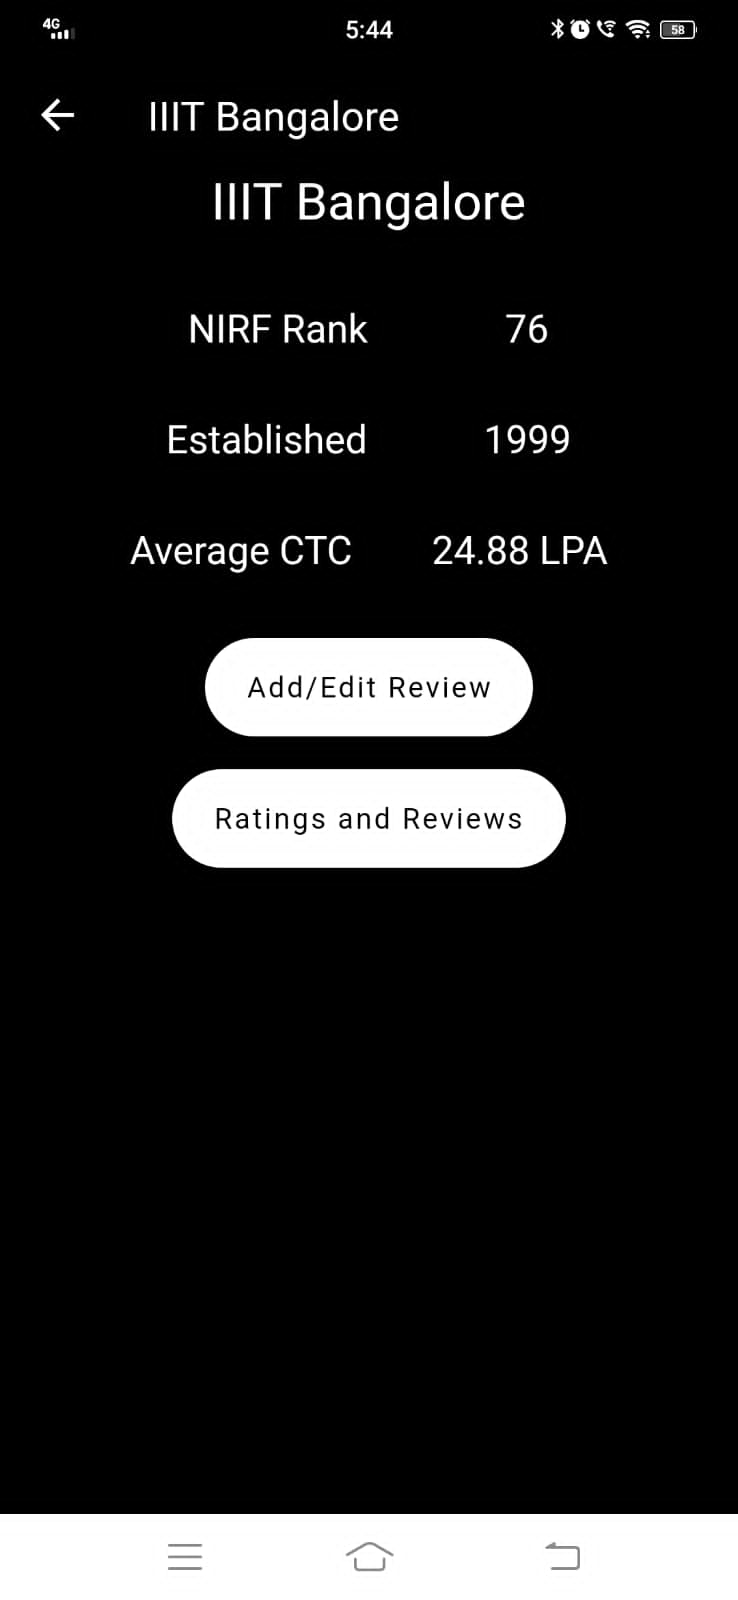 4G 5:44 58
IIIT Bangalore
IIIT Bangalore
NIRF Rank 76
Established 1999
Average CTC 24.88 LPA
Add/Edit Review
Ratings and Reviews